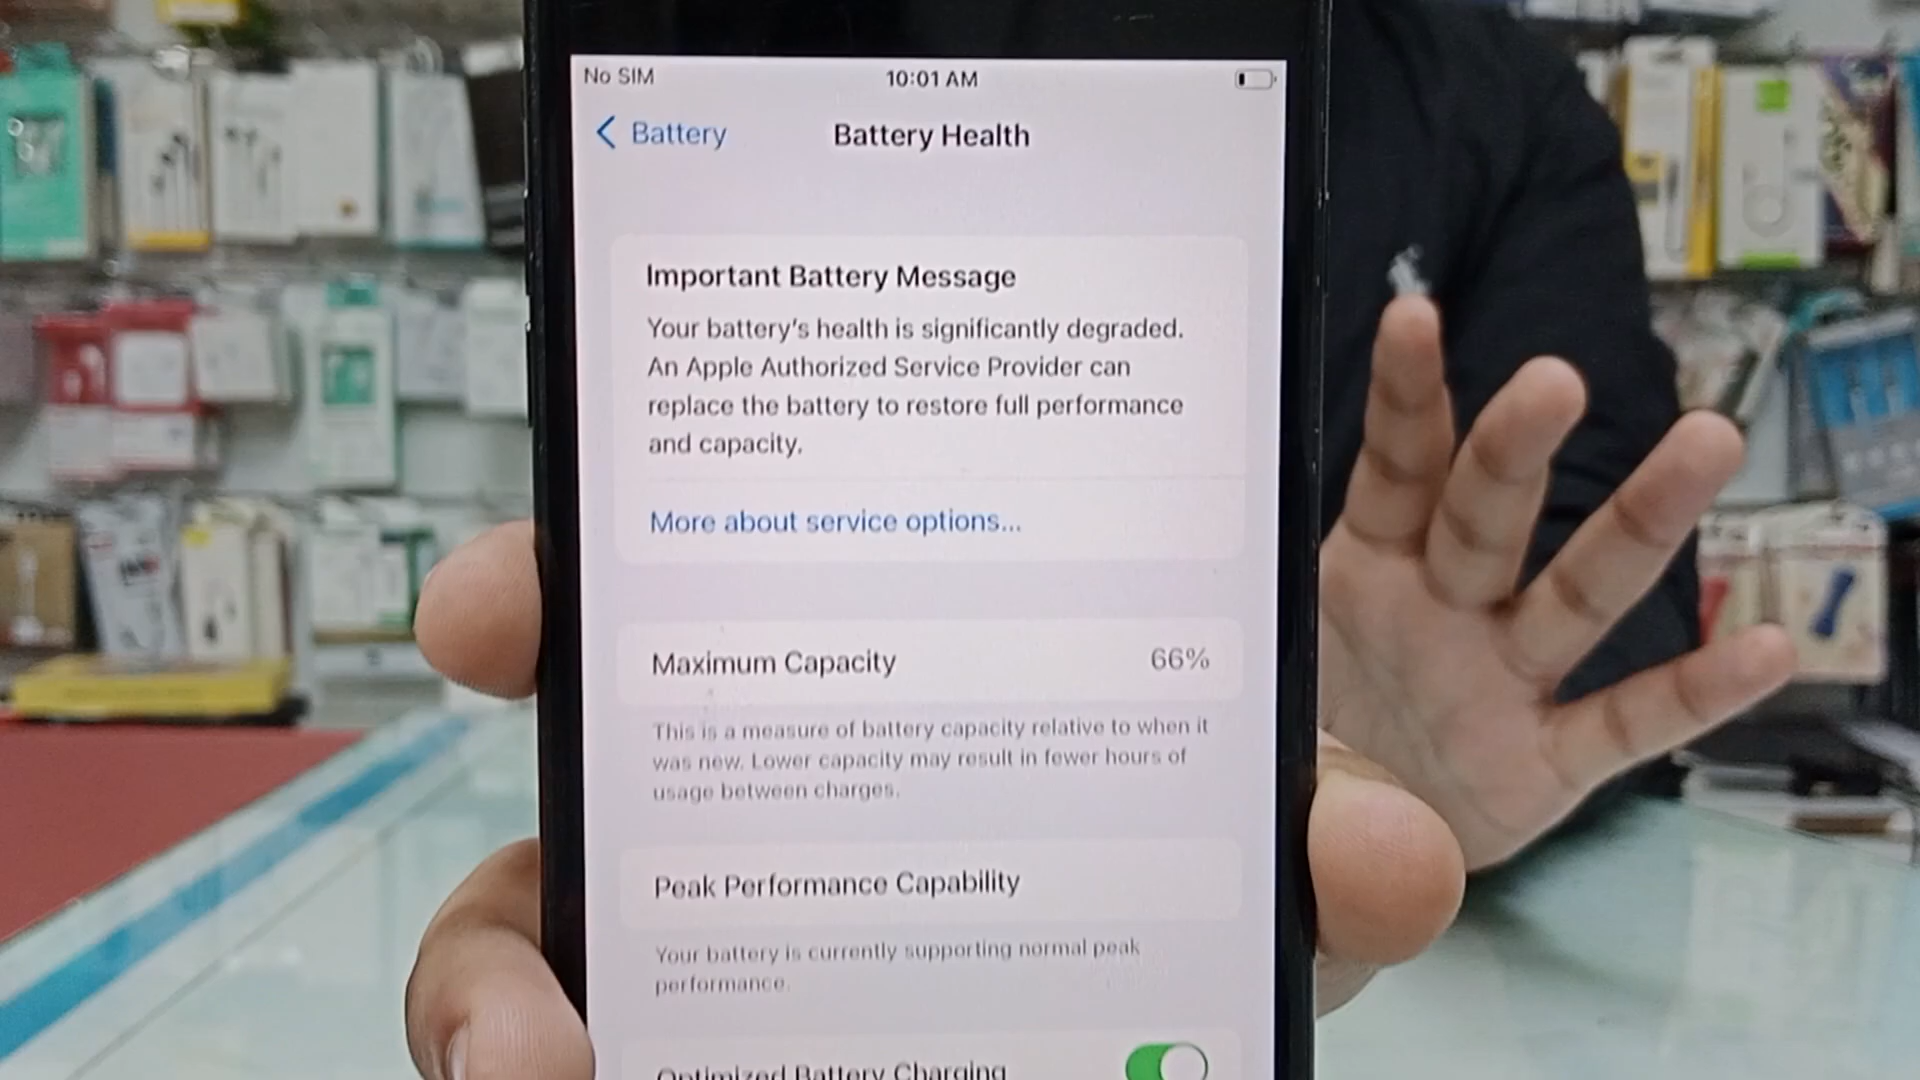 No SIM
10:01 AM
Battery
Battery Health
Important Battery Message
Your battery's health is significantly degraded.
An Apple Authorized Service Provider can
replace the battery to restore full performance
and capacity.
More about service options...
Maximum Capacity
66%
This is a measure of battery capacity relative to when it
was new. Lower capacity may result in fewer hours of
usage between charges.
Peak Performance Capability
Your battery is currently supporting normal peak
performance.
Optimized Battery Charging